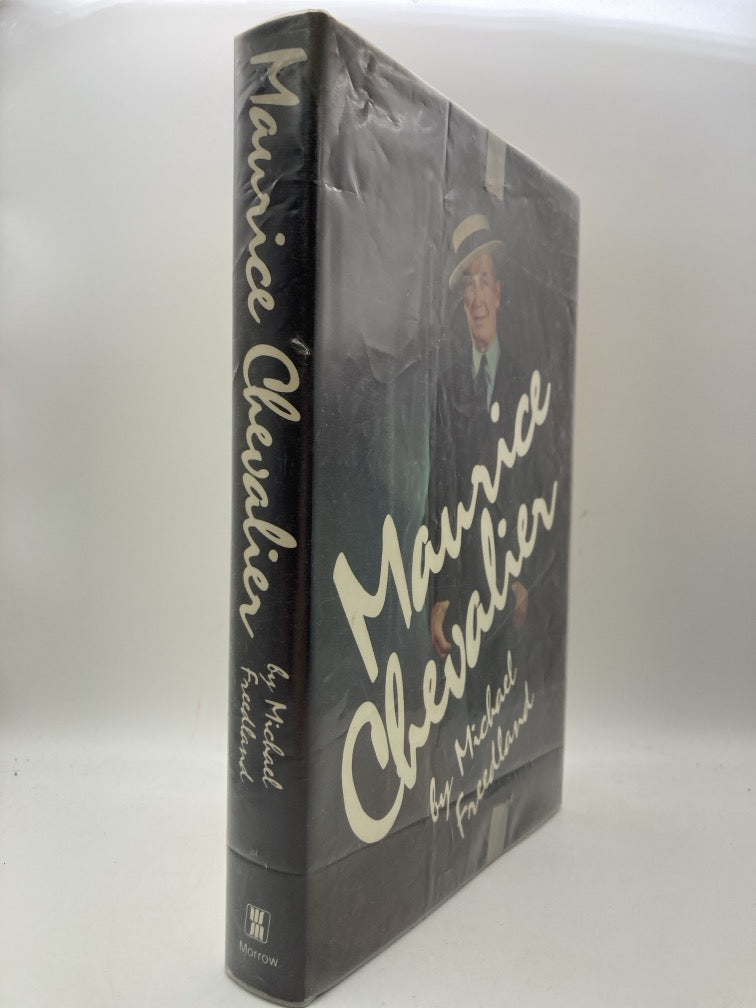 Maurice Chevalier
by Michael
Freedland
Morrow
Maurice
Chevalier
by Michael
Freedland